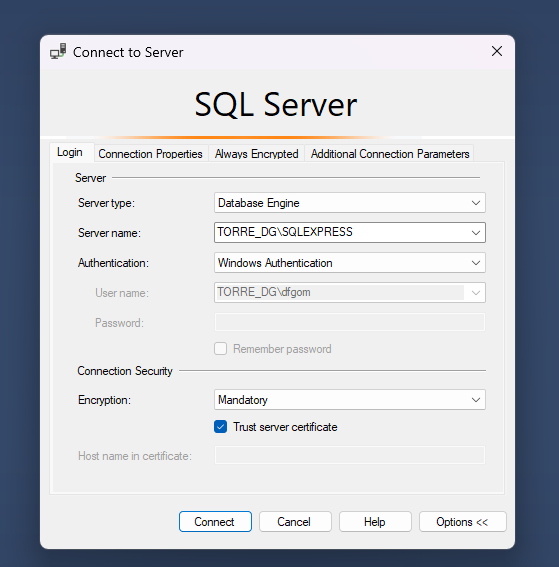 Connect to Server
SQL Server
Login Connection Properties Always Encrypted Additional Connection Parameters
Server
Server type: Database Engine
Server name: TORRE_DG\SQLEXPRESS
Authentication: Windows Authentication
User name: TORRE_DG\dfgom
Password:
Remember password
Connection Security
Encryption: Mandatory
Trust server certificate
Host name in certificate:
Connect Cancel Help Options <<